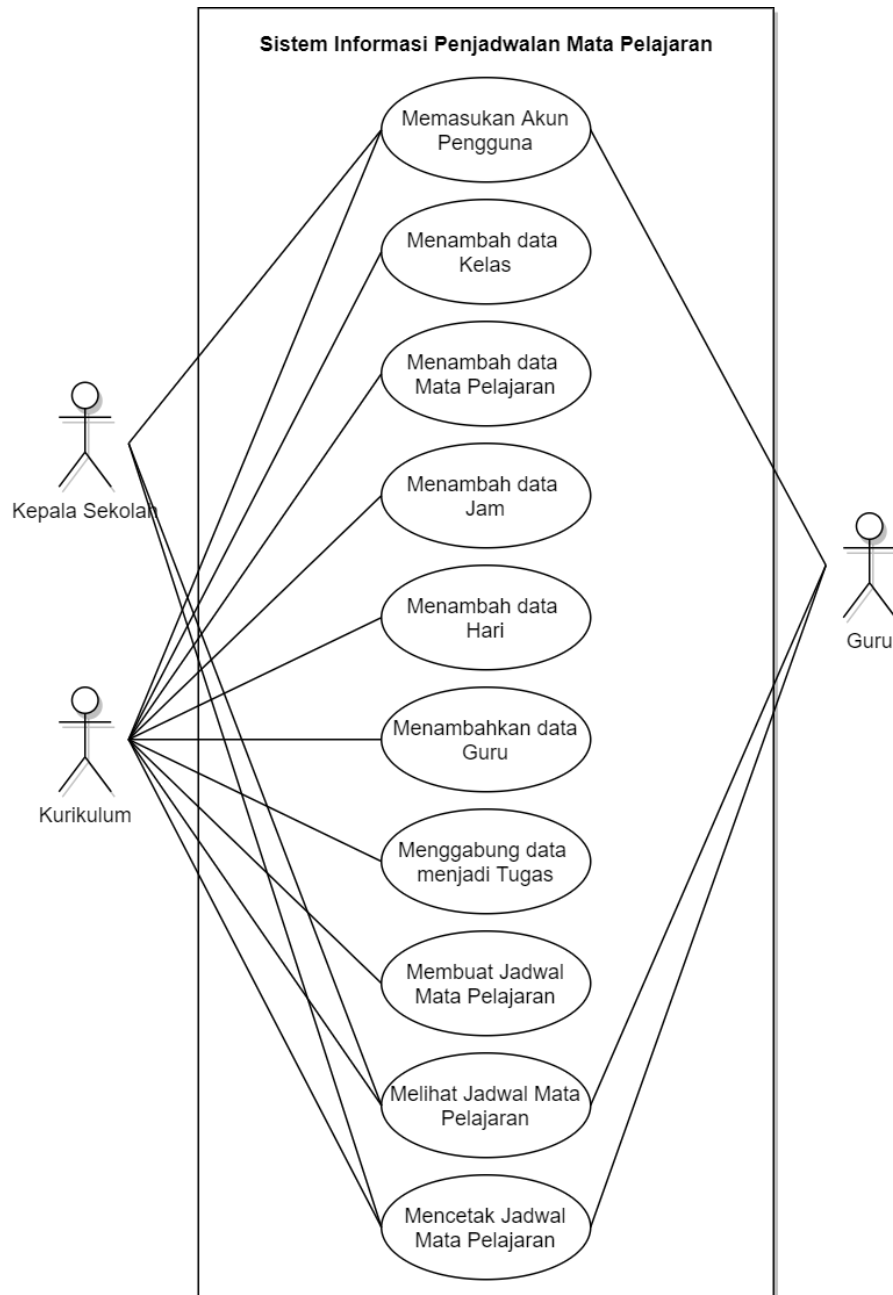 Sistem Informasi Penjadwalan Mata Pelajaran
Memasukan Akun
Pengguna
Menambah data
Kelas
Menambah data
Mata Pelajaran
Kepala Sekolah
Menambah data
Jam
Guru
Menambah data
Hari
Kurikulum
Menambahkan data
Guru
Menggabung data
menjadi Tugas
Membuat Jadwal
Mata Pelajaran
Melihat Jadwal Mata
Pelajaran
Mencetak Jadwal
Mata Pelajaran